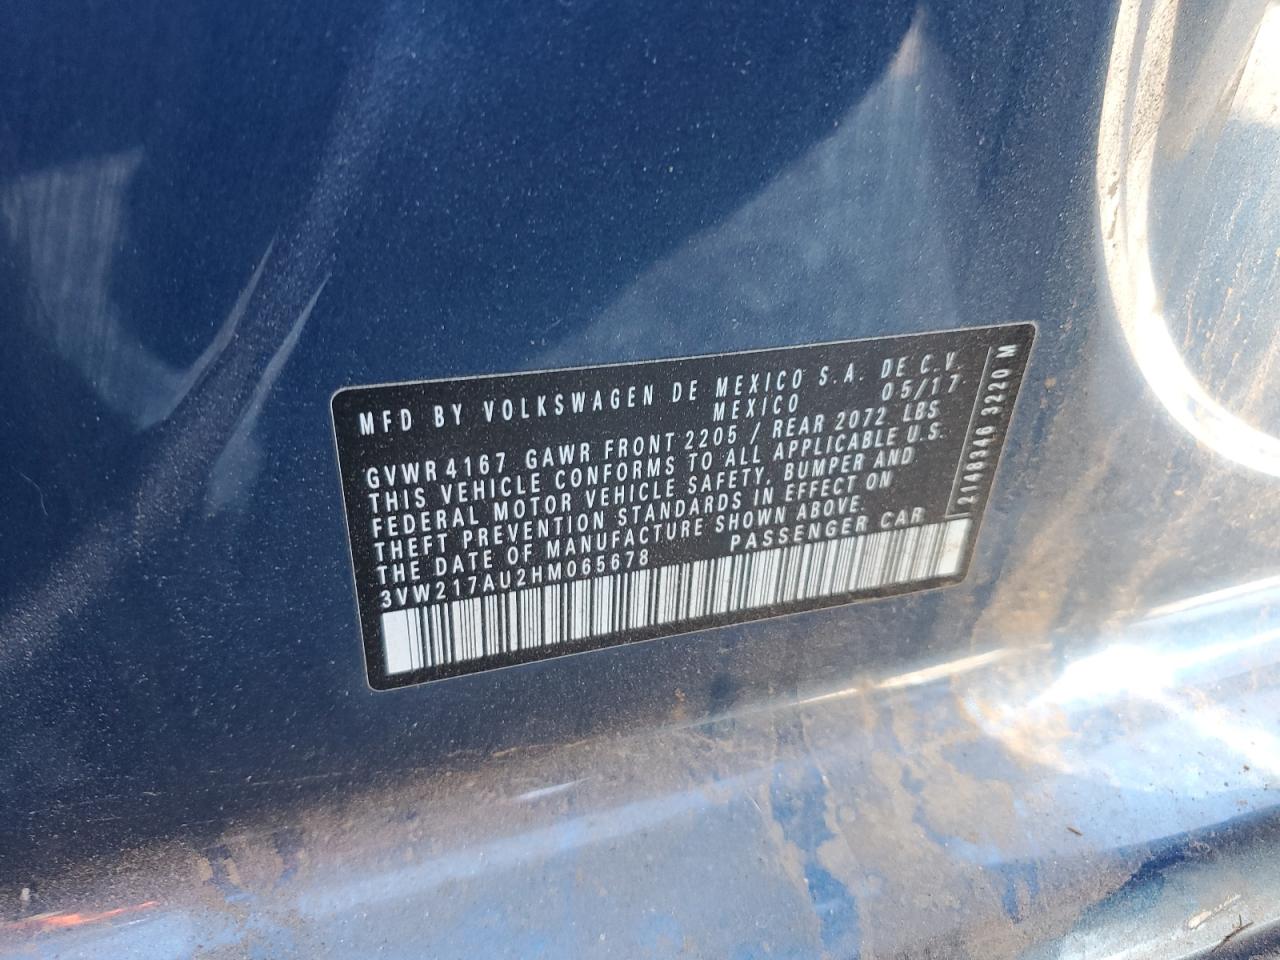 MFD BY VOLKSWAGEN DE MEXICO S.A. DE C.V.
MEXICO 05/17
GVWR 4167 GAWR FRONT 2205 / REAR 2072 LBS
THIS VEHICLE CONFORMS TO ALL APPLICABLE U.S.
FEDERAL MOTOR VEHICLE SAFETY, BUMPER AND
THEFT PREVENTION STANDARDS IN EFFECT ON
THE DATE OF MANUFACTURE SHOWN ABOVE.
3VW217AU2HM065678 PASSENGER CAR
2148346 3220 M